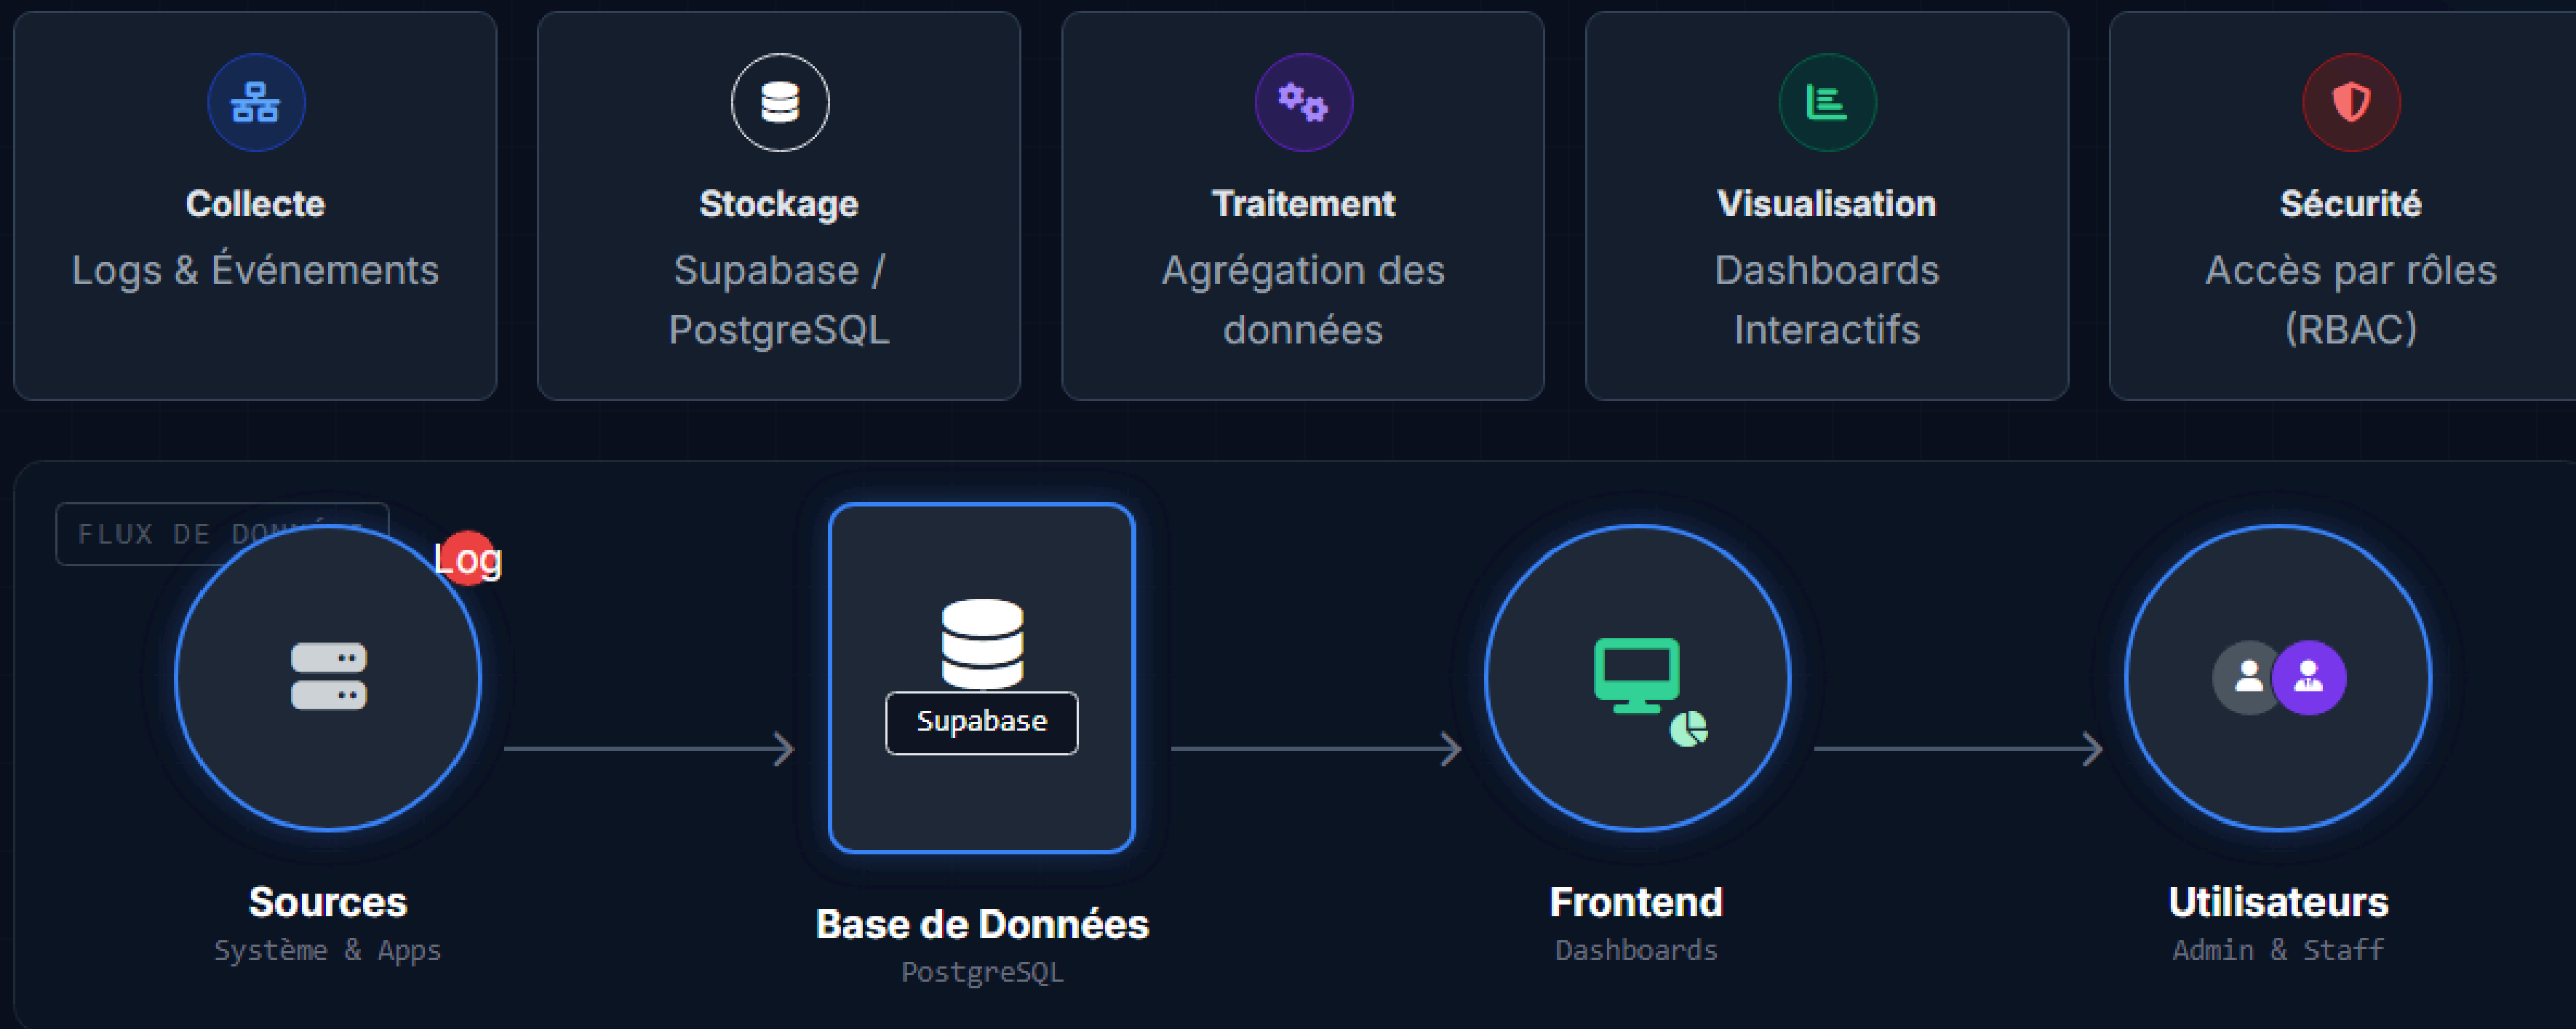 Collecte
Logs & Événements
Stockage
Supabase /
PostgreSQL
Traitement
Agrégation des
données
Visualisation
Dashboards
Interactifs
Sécurité
Accès par rôles
(RBAC)
FLUX DE
Log
Supabase
Sources
Système & Apps
Base de Données
PostgreSQL
Frontend
Dashboards
Utilisateurs
Admin & Staff